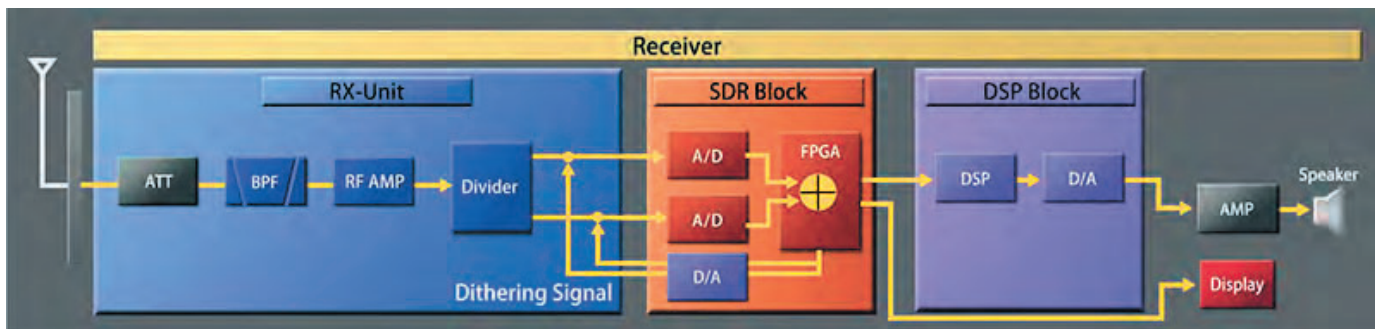 Receiver
RX-Unit
SDR Block
DSP Block
ATT
BPF
RF AMP
Divider
A/D
A/D
FPGA
D/A
DSP
D/A
AMP
Speaker
Display
Dithering Signal